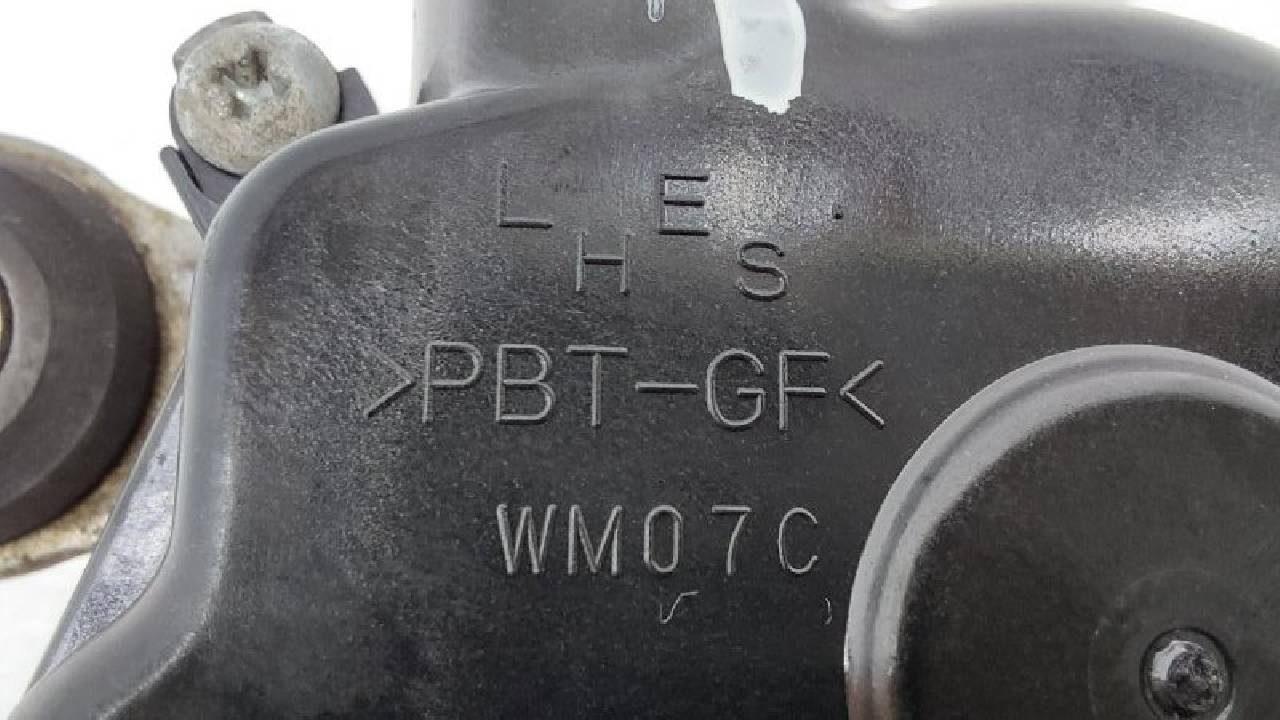 L E
H S
>PBT-GF<
WM07C